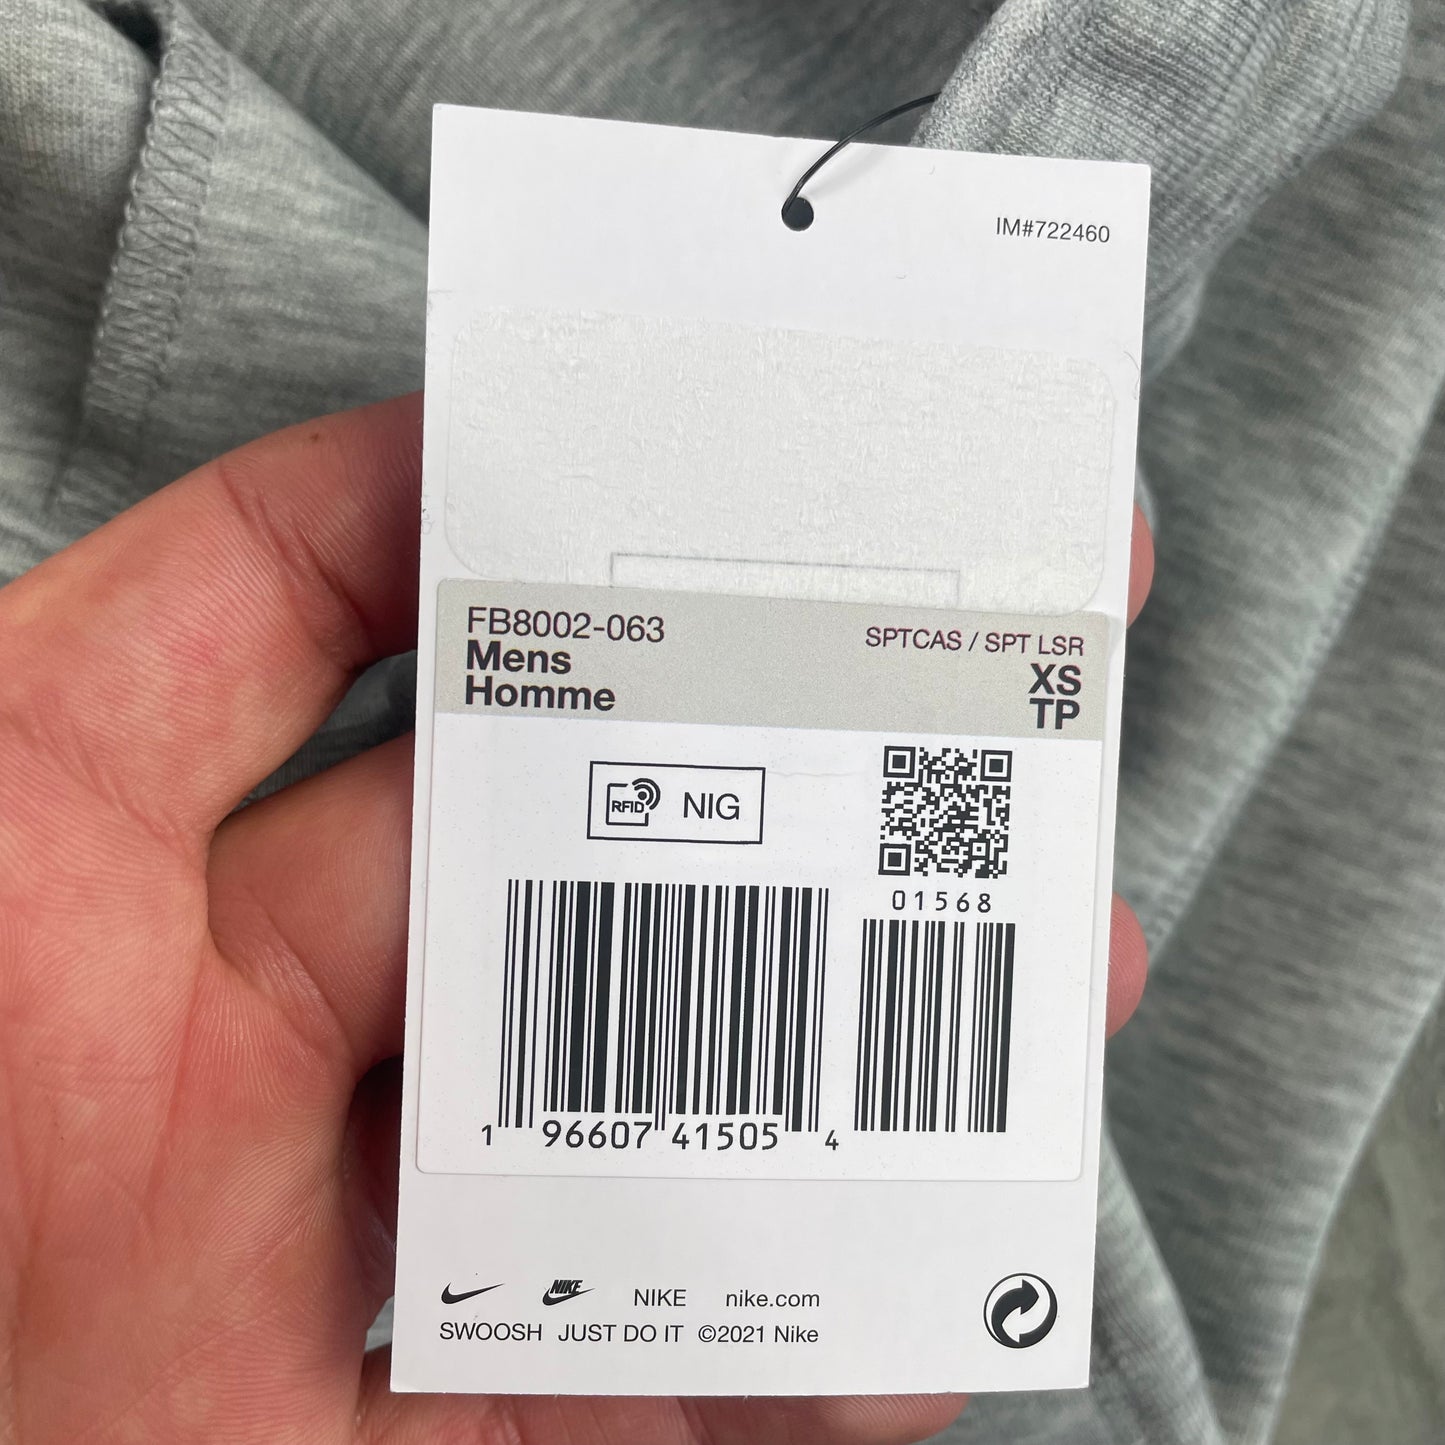 IM#722460
FB8002-063
SPTCAS / SPT LSR
Mens
XS
Homme
TP
RFID NIG
01568
1 96607 41505 4
NIKE NIKE nike.com
SWOOSH JUST DO IT ©2021 Nike